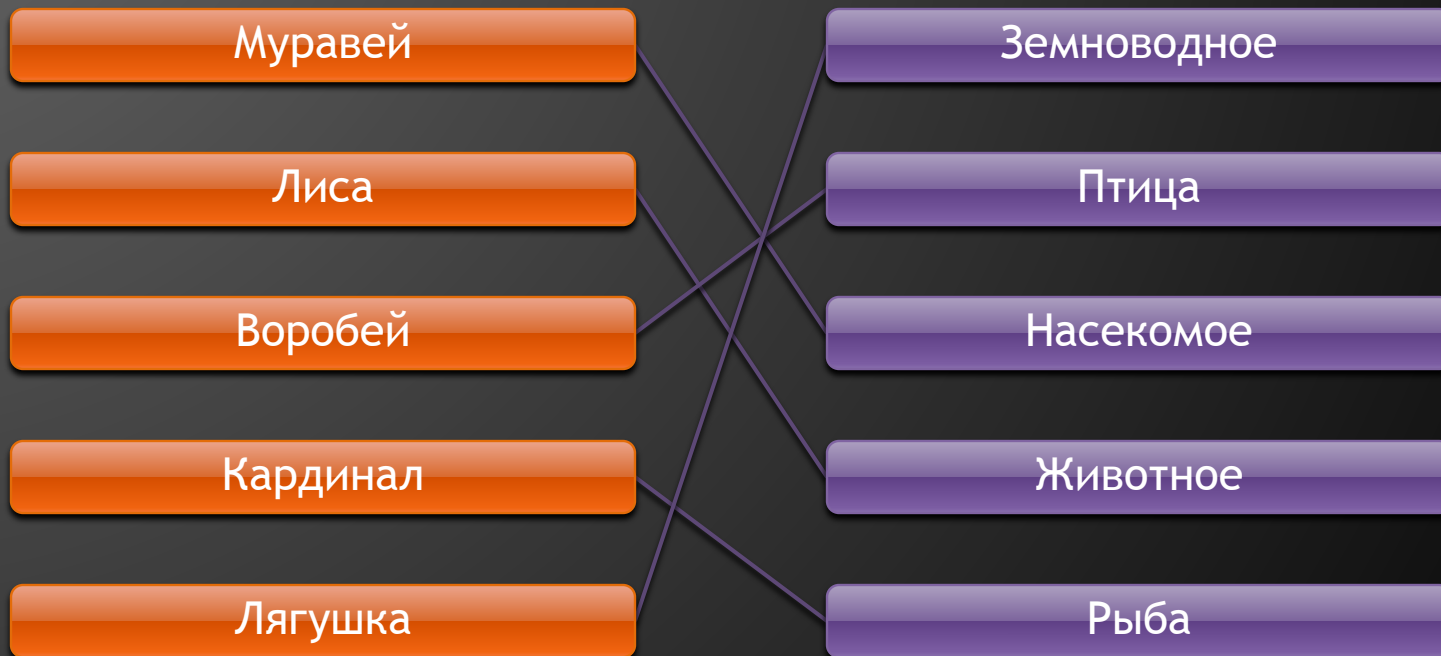 Муравей
Земноводное
Лиса
Птица
Воробей
Насекомое
Кардинал
Животное
Лягушка
Рыба